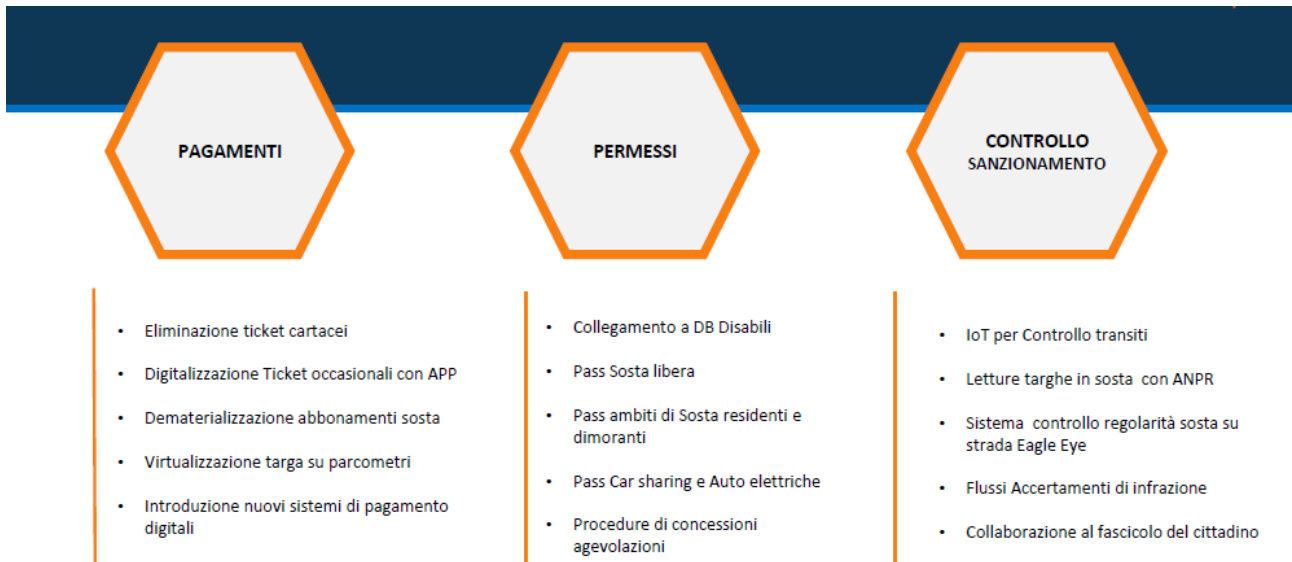 PAGAMENTI
• Eliminazione ticket cartacei
• Digitalizzazione Ticket occasionali con APP
• Dematerializzazione abbonamenti sosta
• Virtualizzazione targa su parcometri
• Introduzione nuovi sistemi di pagamento
digitali
PERMESSI
• Collegamento a DB Disabili
• Pass Sosta libera
• Pass ambiti di Sosta residenti e
dimoranti
• Pass Car sharing e Auto elettriche
• Procedure di concessioni
agevolazioni
CONTROLLO
SANZIONAMENTO
• IoT per Controllo transiti
• Letture targhe in sosta con ANPR
• Sistema controllo regolarità sosta su
strada Eagle Eye
• Flussi Accertamenti di infrazione
• Collaborazione al fascicolo del cittadino